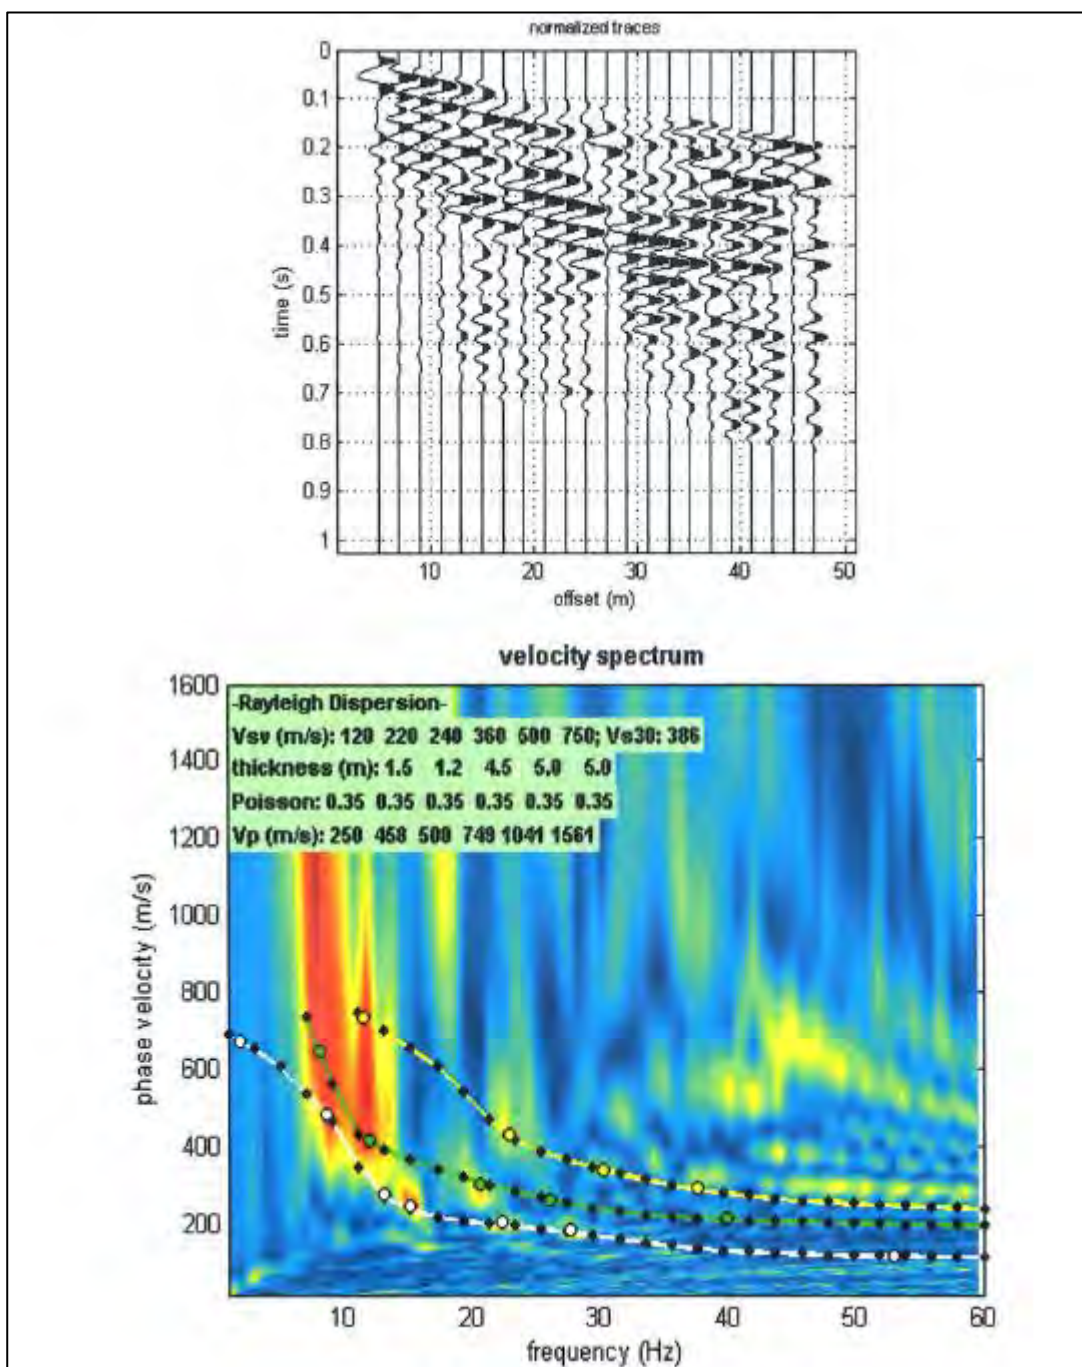 normalized traces
0
0.1
0.2
0.3
0.4
0.5
0.6
0.7
0.8
0.9
1
time (s)
10 20 30 40 50
offset (m)
velocity spectrum
1600
1400
1200
1000
800
600
400
200
phase velocity (m/s)
-Rayleigh Dispersion-
Vsv (m/s): 120 220 240 360 500 750; Vs30: 386
thickness (m): 1.5 1.2 4.5 5.0 5.0
Poisson: 0.35 0.35 0.35 0.35 0.35 0.35
Vp (m/s): 250 458 500 749 1041 1561
10 20 30 40 50 60
frequency (Hz)